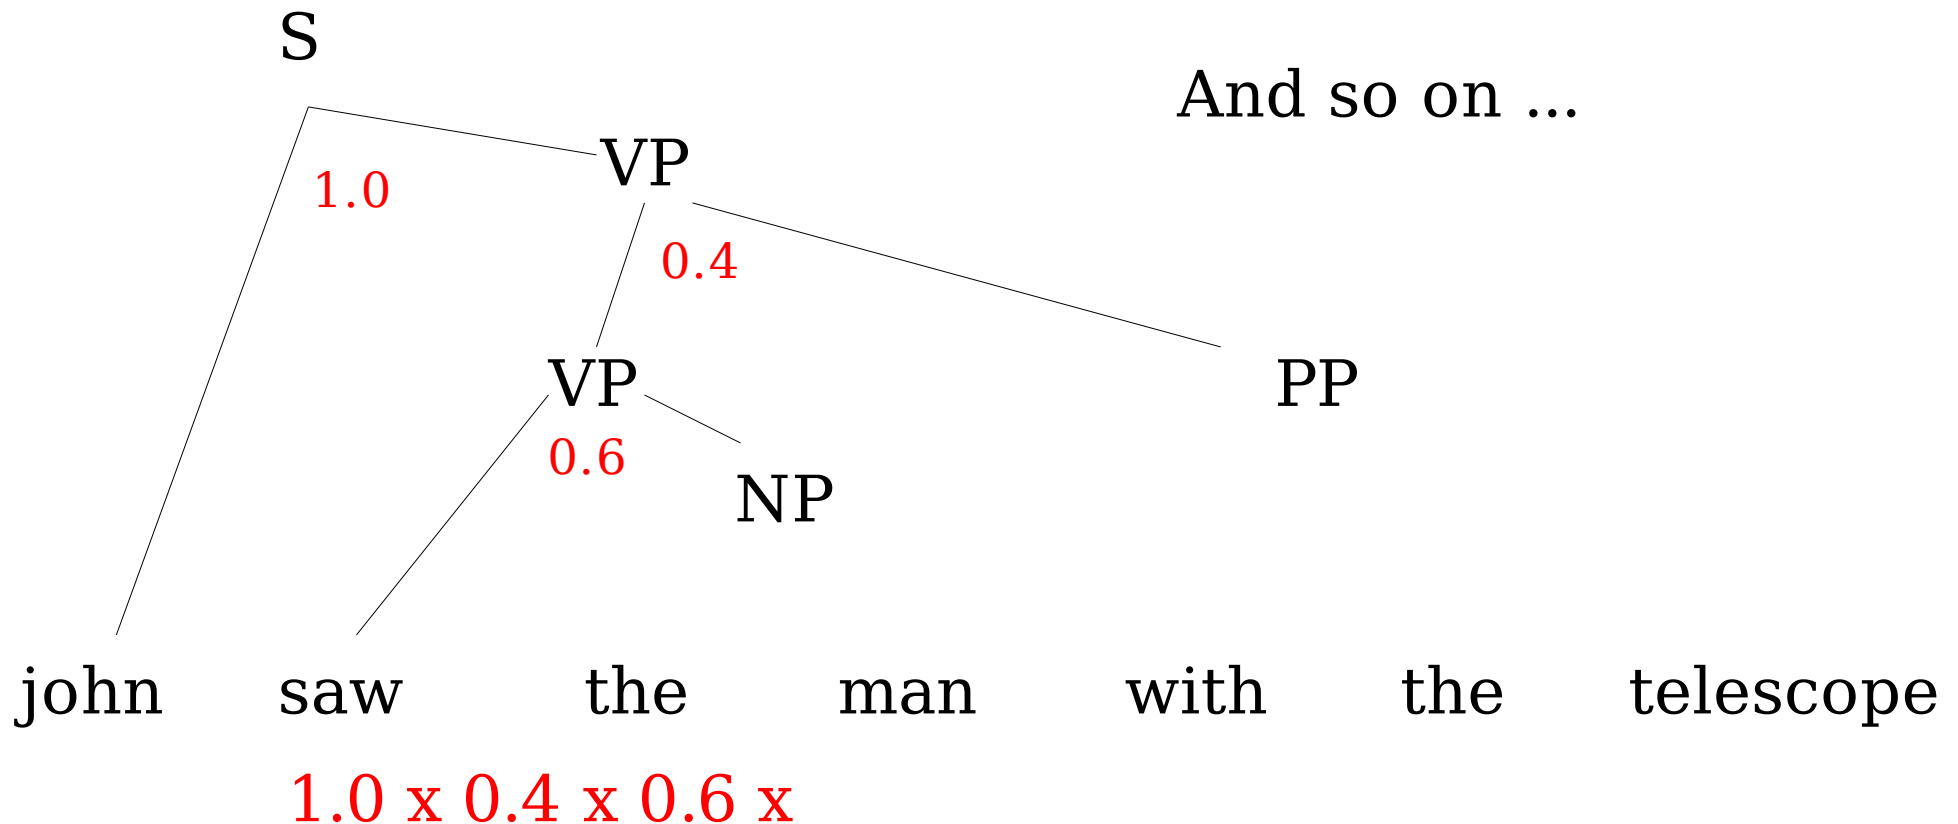 S
And so on ...
VP
1.0
0.4
VP
PP
0.6
NP
john saw the man with the telescope
1.0 x 0.4 x 0.6 x